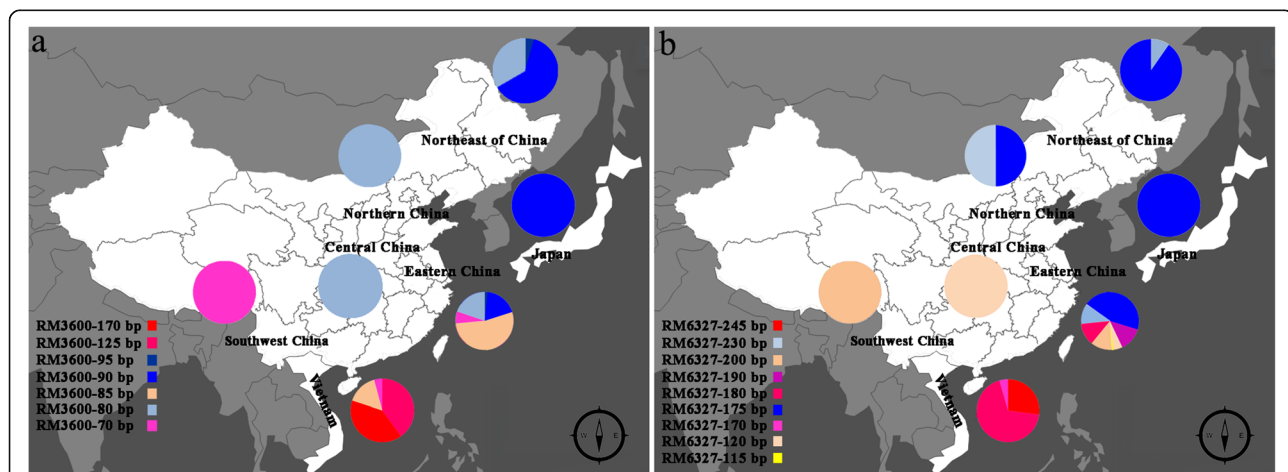 a
Northeast of China
Northern China
Central China
Japan
Eastern China
Southwest China
Vietnam
RM3600-170 bp
RM3600-125 bp
RM3600-95 bp
RM3600-90 bp
RM3600-85 bp
RM3600-80 bp
RM3600-70 bp
W E
b
Northeast of China
Northern China
Central China
Japan
Eastern China
Southwest China
Vietnam
RM6327-245 bp
RM6327-230 bp
RM6327-200 bp
RM6327-190 bp
RM6327-180 bp
RM6327-175 bp
RM6327-170 bp
RM6327-120 bp
RM6327-115 bp
W E